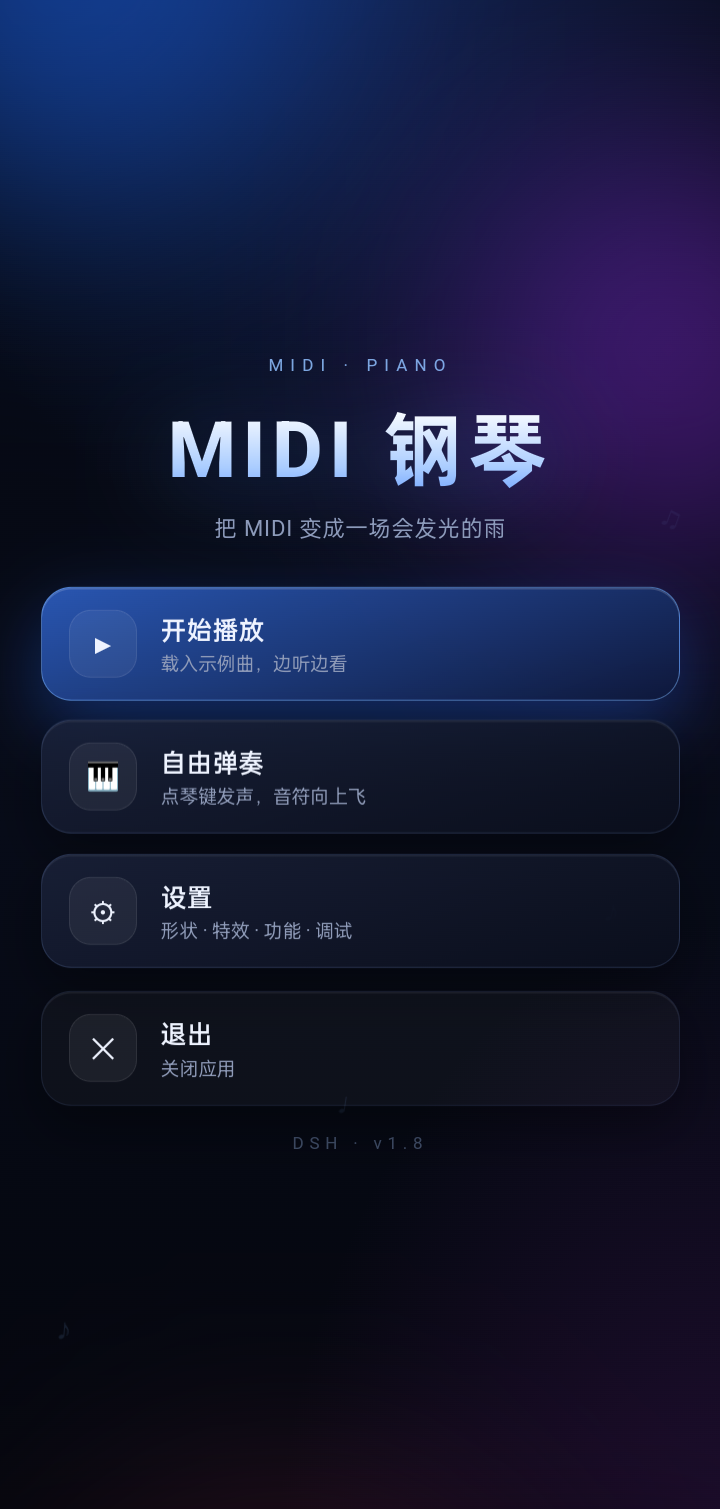 MIDI · PIANO
MIDI 钢琴
把 MIDI 变成一场会发光的雨
开始播放
载入示例曲，边听边看
自由弹奏
点琴键发声，音符向上飞
设置
形状 · 特效 · 功能 · 调试
退出
关闭应用
DSH · v1.8